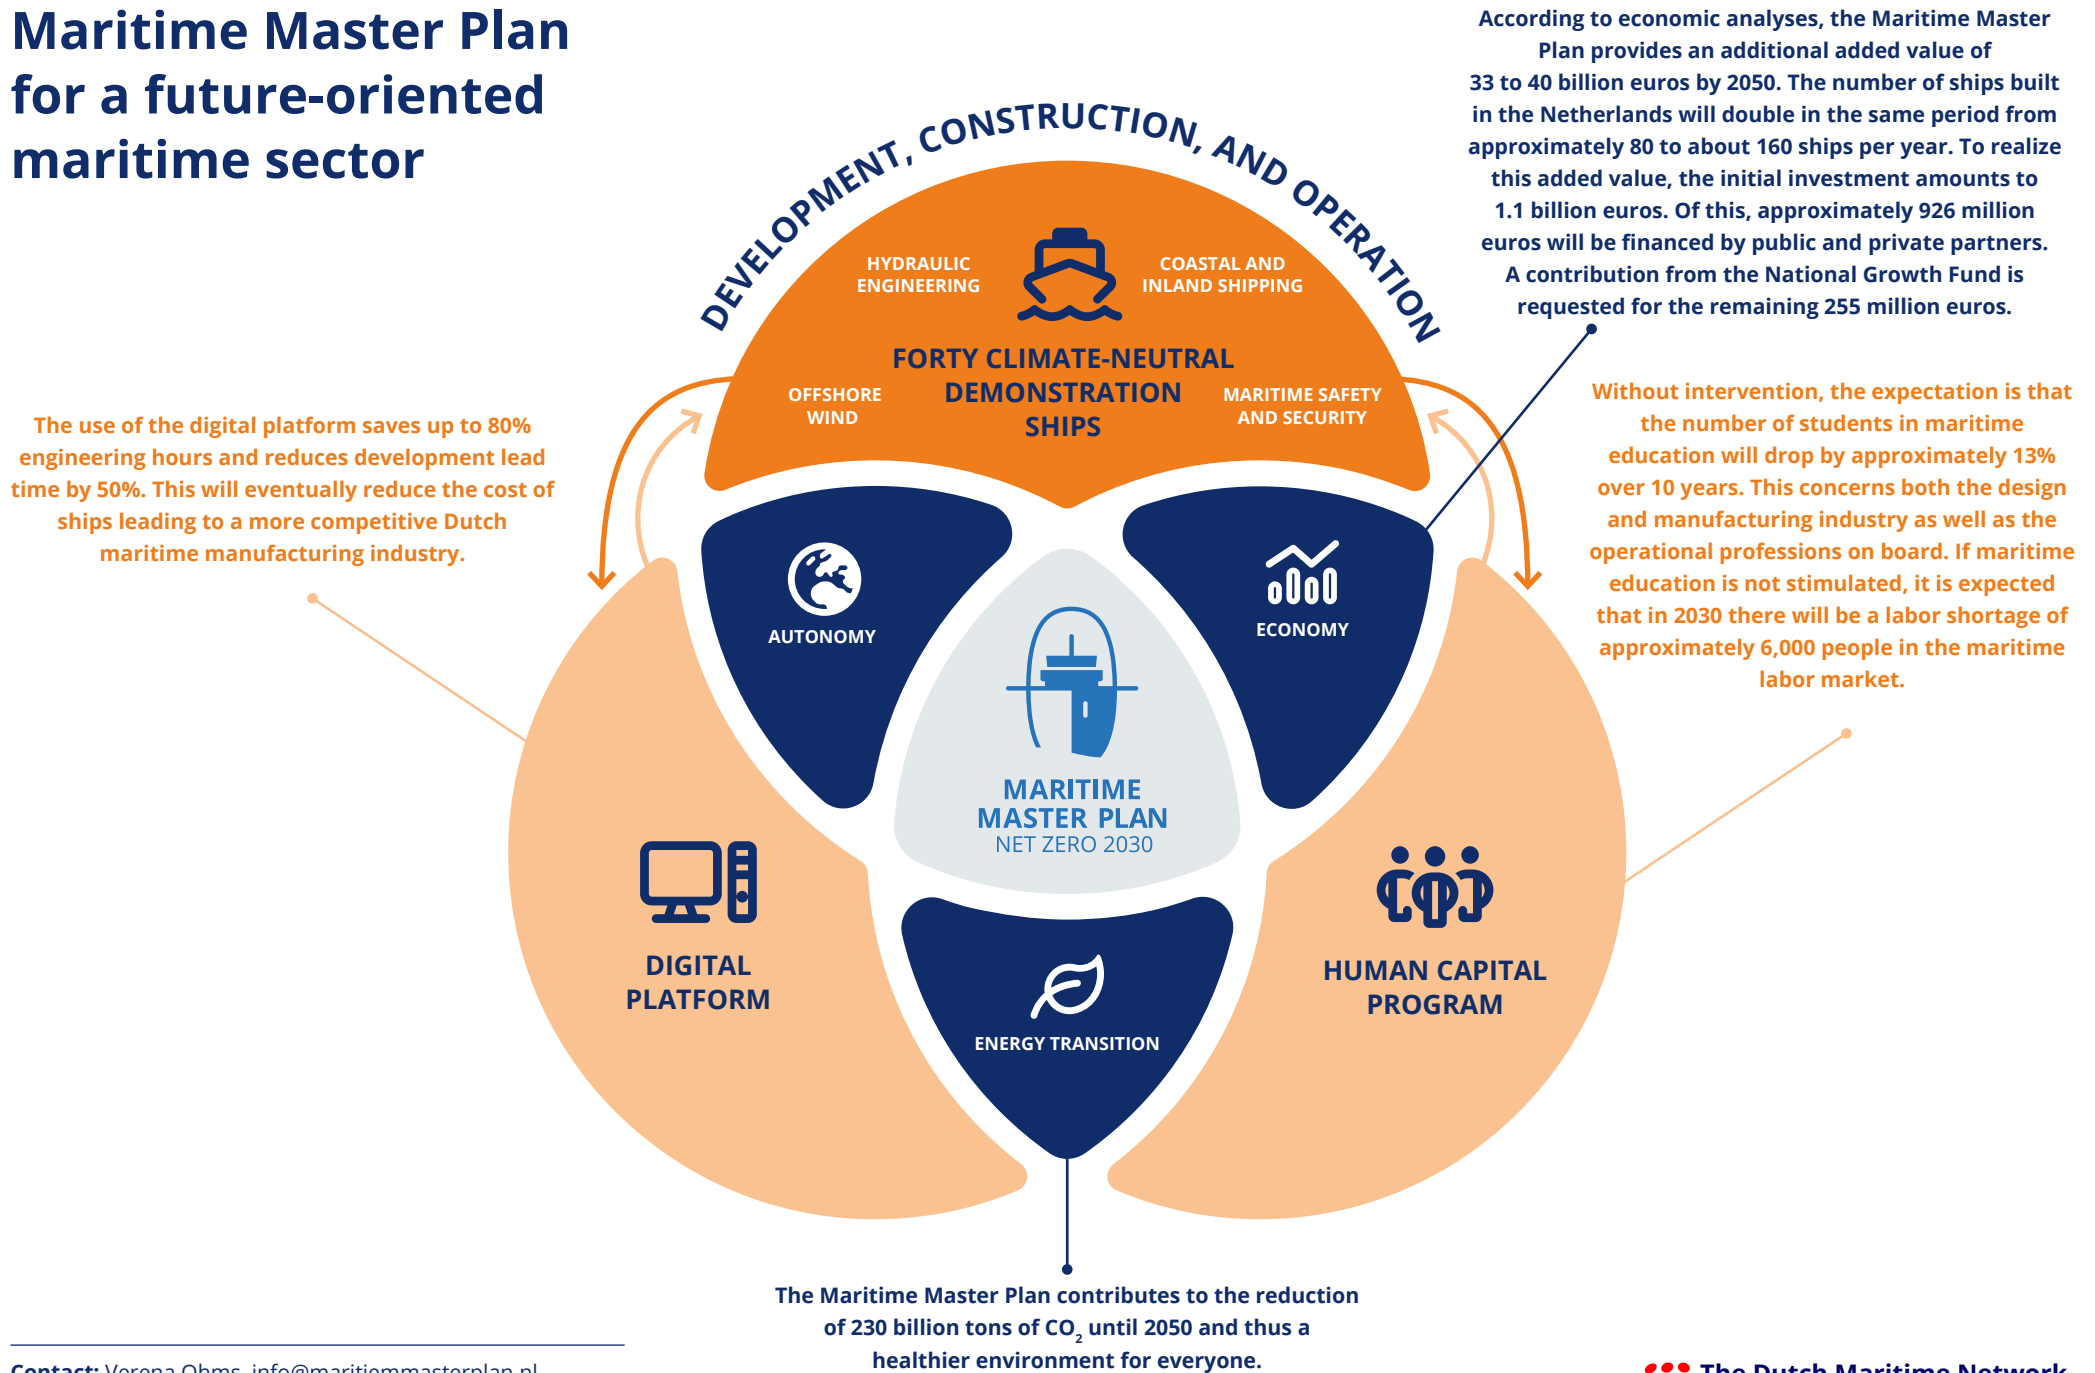 Maritime Master Plan
for a future-oriented
maritime sector
According to economic analyses, the Maritime Master
Plan provides an additional added value of
33 to 40 billion euros by 2050. The number of ships built
in the Netherlands will double in the same period from
approximately 80 to about 160 ships per year. To realize
this added value, the initial investment amounts to
1.1 billion euros. Of this, approximately 926 million
euros will be financed by public and private partners.
A contribution from the National Growth Fund is
requested for the remaining 255 million euros.
DEVELOPMENT, CONSTRUCTION, AND OPERATION
HYDRAULIC
ENGINEERING
COASTAL AND
INLAND SHIPPING
FORTY CLIMATE-NEUTRAL
DEMONSTRATION
SHIPS
OFFSHORE
WIND
MARITIME SAFETY
AND SECURITY
The use of the digital platform saves up to 80%
engineering hours and reduces development lead
time by 50%. This will eventually reduce the cost of
ships leading to a more competitive Dutch
maritime manufacturing industry.
Without intervention, the expectation is that
the number of students in maritime
education will drop by approximately 13%
over 10 years. This concerns both the design
and manufacturing industry as well as the
operational professions on board. If maritime
education is not stimulated, it is expected
that in 2030 there will be a labor shortage of
approximately 6,000 people in the maritime
labor market.
AUTONOMY
ECONOMY
MARITIME
MASTER PLAN
NET ZERO 2030
DIGITAL
PLATFORM
HUMAN CAPITAL
PROGRAM
ENERGY TRANSITION
The Maritime Master Plan contributes to the reduction
of 230 billion tons of CO₂ until 2050 and thus a
healthier environment for everyone.
Contact: Verena Ohms, info@maritiemmasterplan.nl
The Dutch Maritime Network